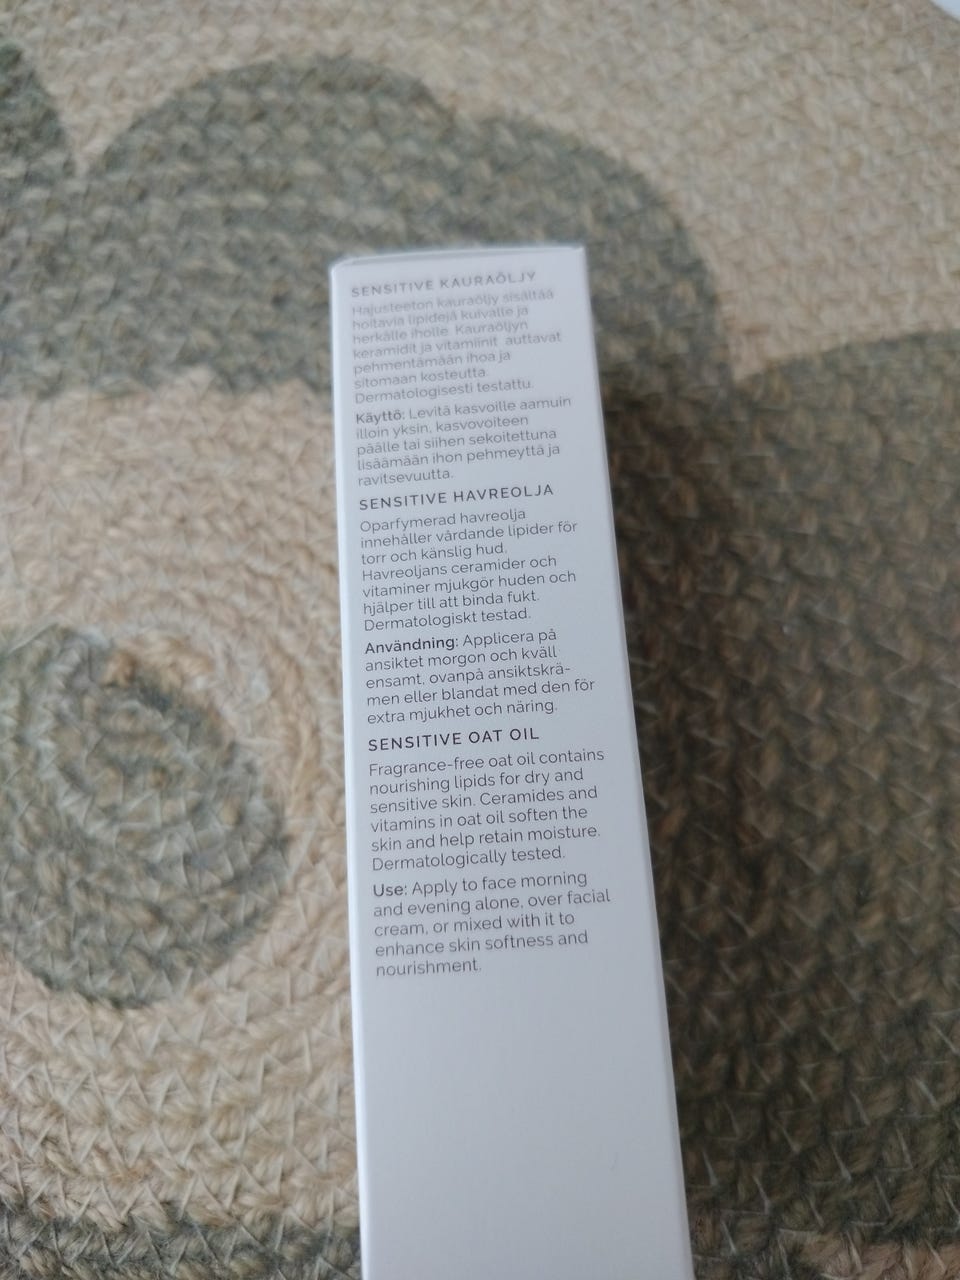 SENSITIVE KAURAÖLJY
Hajusteeton kauraöljy sisältää
hoitavia lipidejä kuivalle ja
herkälle iholle. Kauraöljyn
keramidit ja vitamiinit auttavat
pehmentämään ihoa ja
sitomaan kosteutta.
Dermatologisesti testattu.
Käyttö: Levitä kasvoille aamuin
illoin yksin, kasvovoiteen
päälle tai siihen sekoitettuna
lisäämään ihon pehmeyttä ja
ravitsevuutta.
SENSITIVE HAVREOLJA
Oparfymerad havreolja
innehåller vårdande lipider för
torr och känslig hud.
Havreoljans ceramider och
vitaminer mjukgör huden och
hjälper till att binda fukt.
Dermatologiskt testad.
Användning: Applicera på
ansiktet morgon och kväll
ensamt, ovanpå ansiktskrä-
men eller blandat med den för
extra mjukhet och näring.
SENSITIVE OAT OIL
Fragrance-free oat oil contains
nourishing lipids for dry and
sensitive skin. Ceramides and
vitamins in oat oil soften the
skin and help retain moisture.
Dermatologically tested.
Use: Apply to face morning
and evening alone, over facial
cream, or mixed with it to
enhance skin softness and
nourishment.